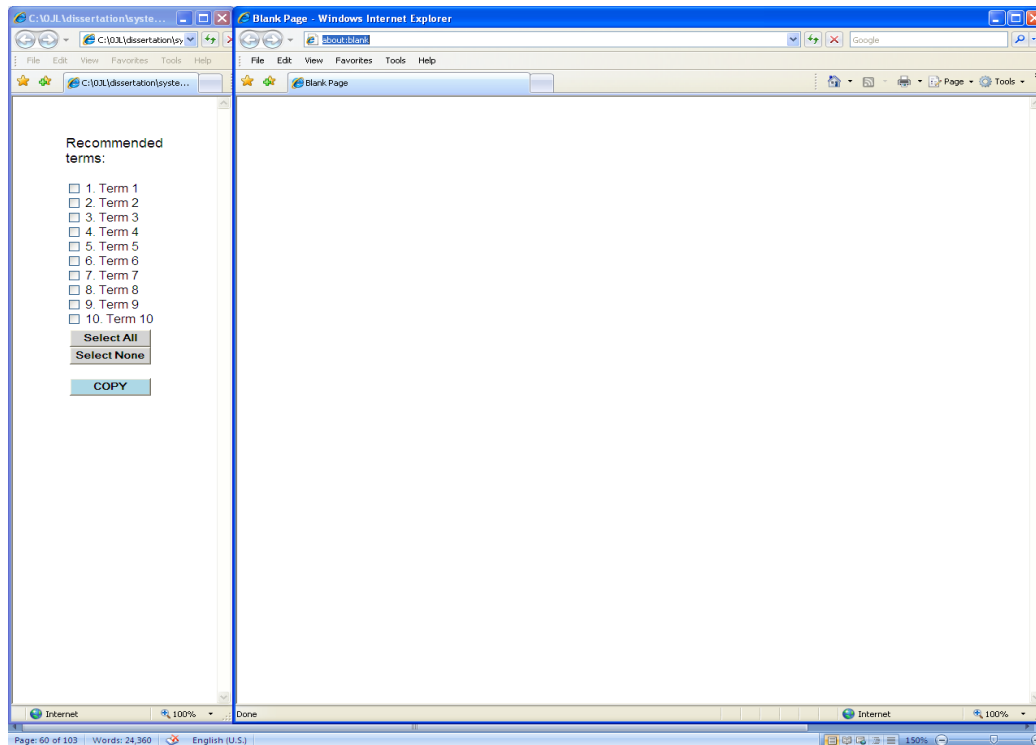 C:\0JL\dissertation\syste...
C:\0JL\dissertation\sy
File Edit View Favorites Tools Help
C:\0JL\dissertation\syste...
Recommended
terms:
1. Term 1
2. Term 2
3. Term 3
4. Term 4
5. Term 5
6. Term 6
7. Term 7
8. Term 8
9. Term 9
10. Term 10
Select All
Select None
COPY
Internet 100%
Blank Page - Windows Internet Explorer
about:blank Google
File Edit View Favorites Tools Help
Blank Page Page Tools
Done Internet 100%
Page: 60 of 103 Words: 24,360 English (U.S.) 150%